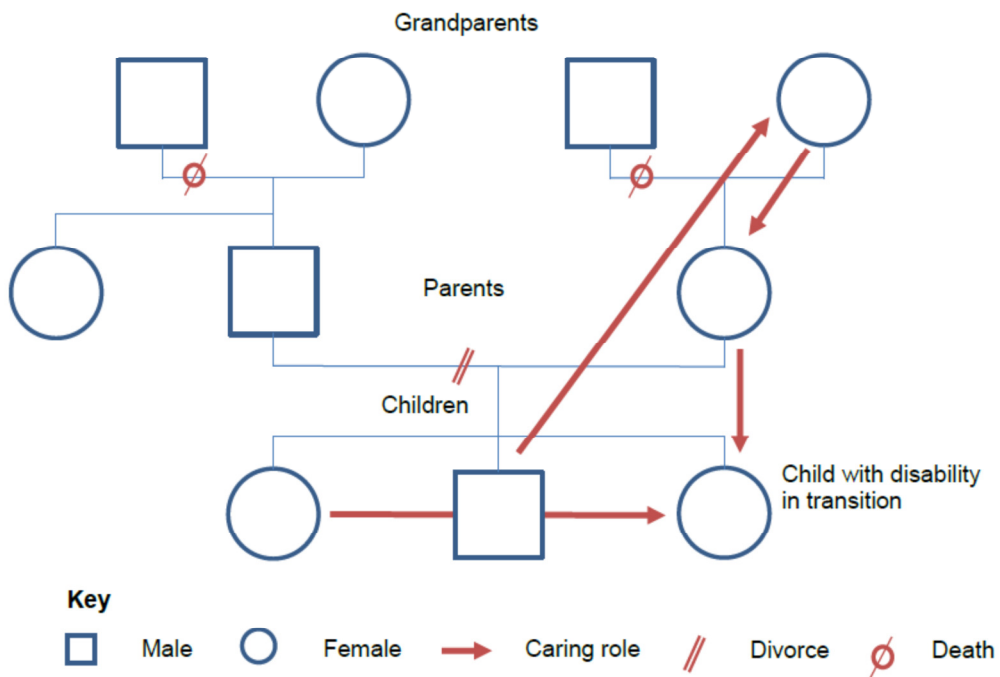 Grandparents
Parents
Children
Child with disability
in transition
Key
Male Female Caring role Divorce Death